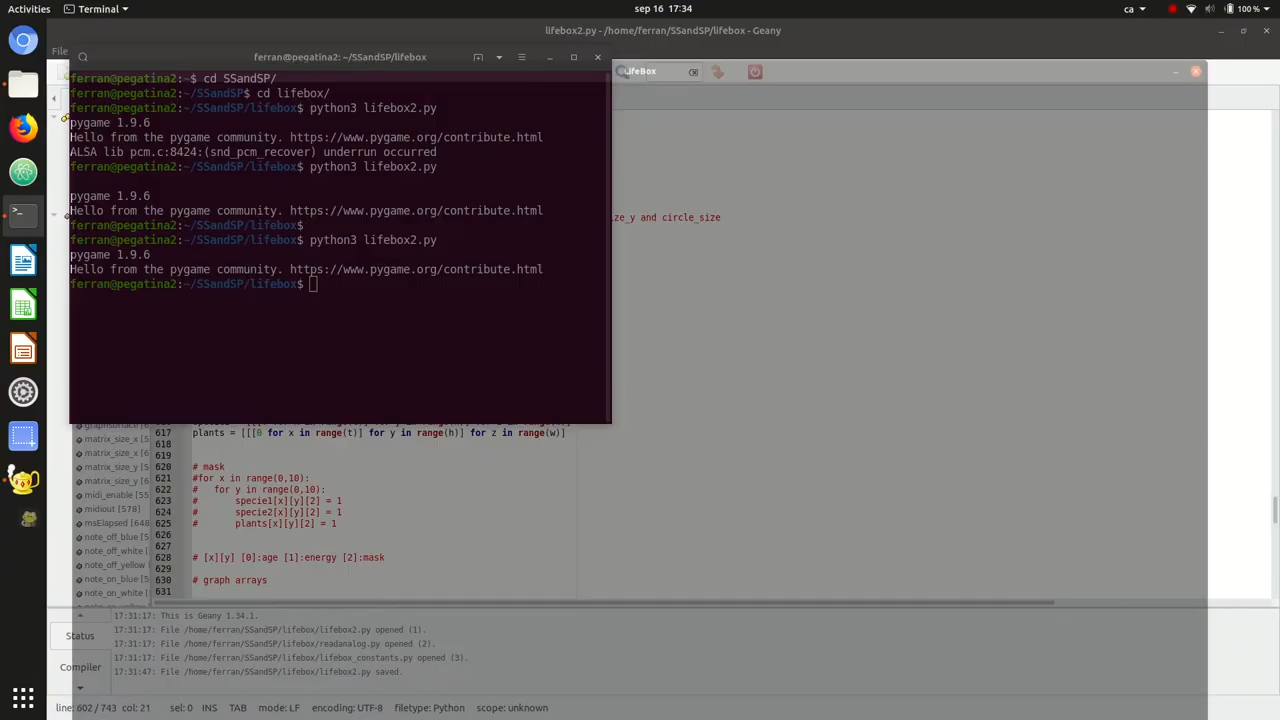 Activities
Terminal
sep 16 17:34
ca
100 %
lifebox2.py - /home/ferran/SSandSP/lifebox - Geany
File
ferran@pegatina2: ~/SSandSP/lifebox
LifeBox
ferran@pegatina2:~$ cd SSandSP/
ferran@pegatina2:~/SSandSP$ cd lifebox/
ferran@pegatina2:~/SSandSP/lifebox$ python3 lifebox2.py
pygame 1.9.6
Hello from the pygame community. https://www.pygame.org/contribute.html
ALSA lib pcm.c:8424:(snd_pcm_recover) underrun occurred
ferran@pegatina2:~/SSandSP/lifebox$ python3 lifebox2.py
pygame 1.9.6
Hello from the pygame community. https://www.pygame.org/contribute.html
ferran@pegatina2:~/SSandSP/lifebox$
ferran@pegatina2:~/SSandSP/lifebox$ python3 lifebox2.py
pygame 1.9.6
Hello from the pygame community. https://www.pygame.org/contribute.html
ferran@pegatina2:~/SSandSP/lifebox$
ize_y and circle_size
617 plants = [[[0 for x in range(t)] for y in range(h)] for z in range(w)]
618
619
620 # mask
621 #for x in range(0,10):
622 # for y in range(0,10):
623 # specie1[x][y][2] = 1
624 # specie2[x][y][2] = 1
625 # plants[x][y][2] = 1
626
627
628 # [x][y] [0]:age [1]:energy [2]:mask
629
630 # graph arrays
631
matrix_size_x [6
matrix_size_x [5
matrix_size_y [6
matrix_size_y [5
midi_enable [55
midiout [578]
msElapsed [648
note_off_blue [5
note_off_white [
note_off_yellow [
note_on_blue [5
note_on_white [5
17:31:17: This is Geany 1.34.1.
17:31:17: File /home/ferran/SSandSP/lifebox/lifebox2.py opened (1).
17:31:17: File /home/ferran/SSandSP/lifebox/readanalog.py opened (2).
17:31:17: File /home/ferran/SSandSP/lifebox/lifebox_constants.py opened (3).
17:31:47: File /home/ferran/SSandSP/lifebox/lifebox2.py saved.
Status
Compiler
line: 602 / 743 col: 21 sel: 0 INS TAB mode: LF encoding: UTF-8 filetype: Python scope: unknown